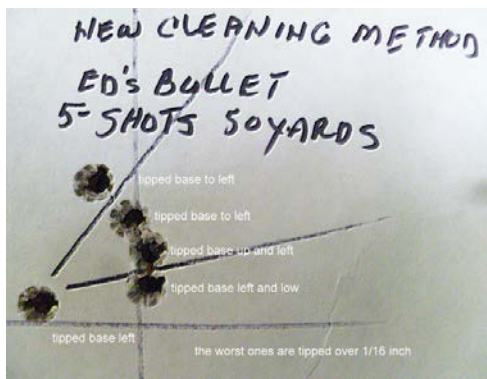 NEW CLEANING METHOD
ED's BULLET
5-SHOTS 50YARDS
tipped base to left
tipped base to left
tipped base up and left
tipped base left and low
tipped base left
the worst ones are tipped over 1/16 inch